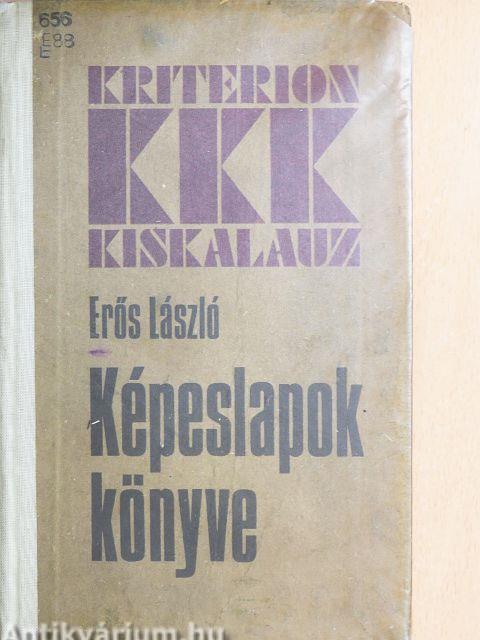 656
E88
E
KRITERION
KKK
KISKALAUZ
Erős László
Képeslapok
könyve
Antikvárium.hu